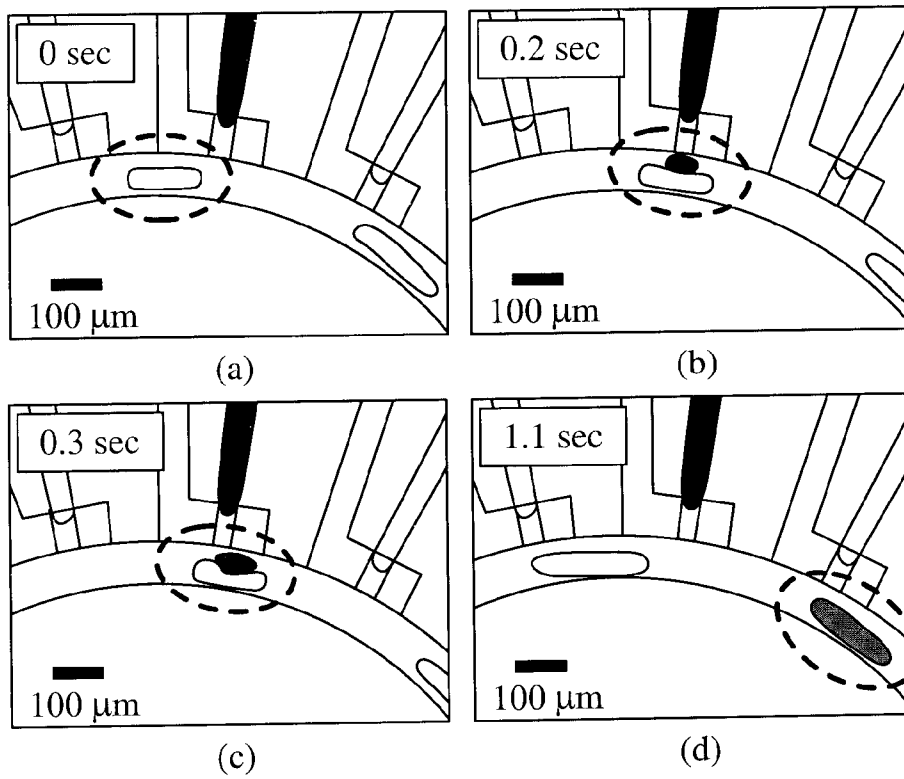 0 sec
100 μm
(a)
0.2 sec
100 μm
(b)
0.3 sec
100 μm
(c)
1.1 sec
100 μm
(d)